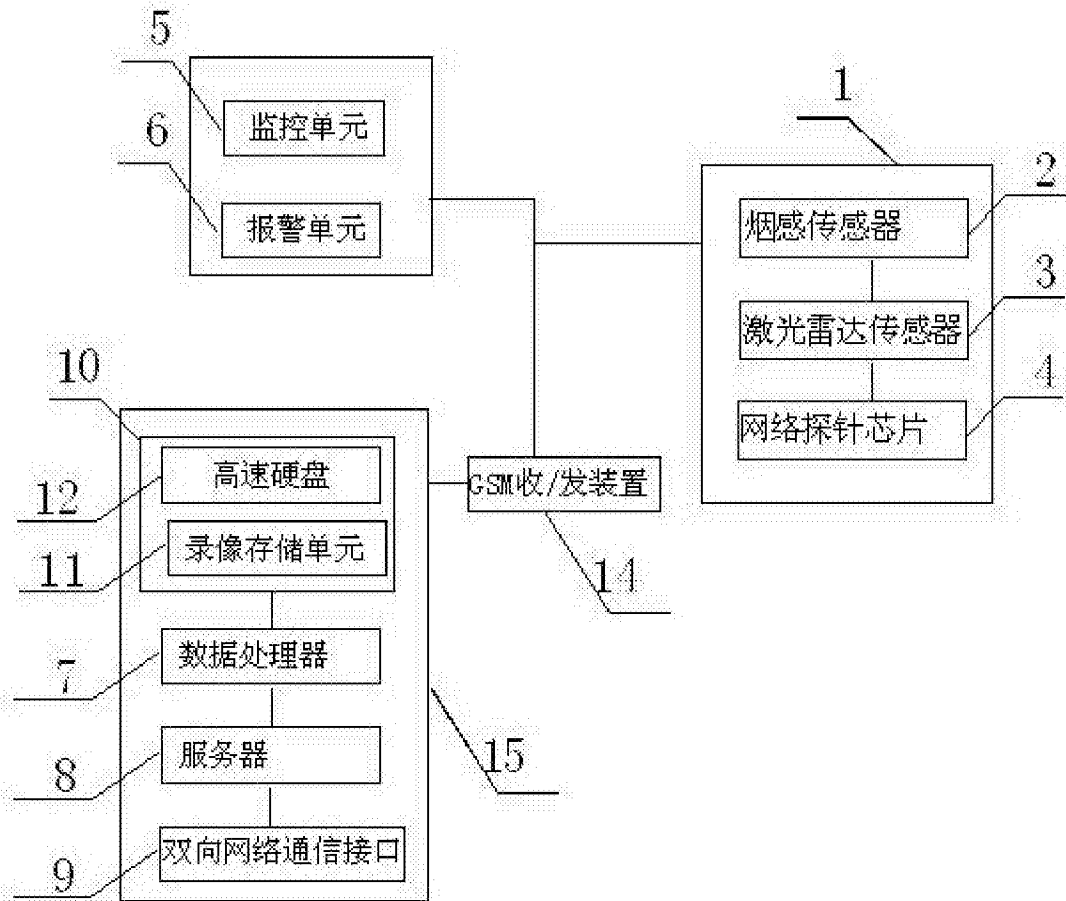 5
监控单元
6
报警单元
1
烟感传感器
2
激光雷达传感器
3
网络探针芯片
4
10
高速硬盘
12
录像存储单元
11
GSM收/发装置
14
数据处理器
7
服务器
8
15
双向网络通信接口
9